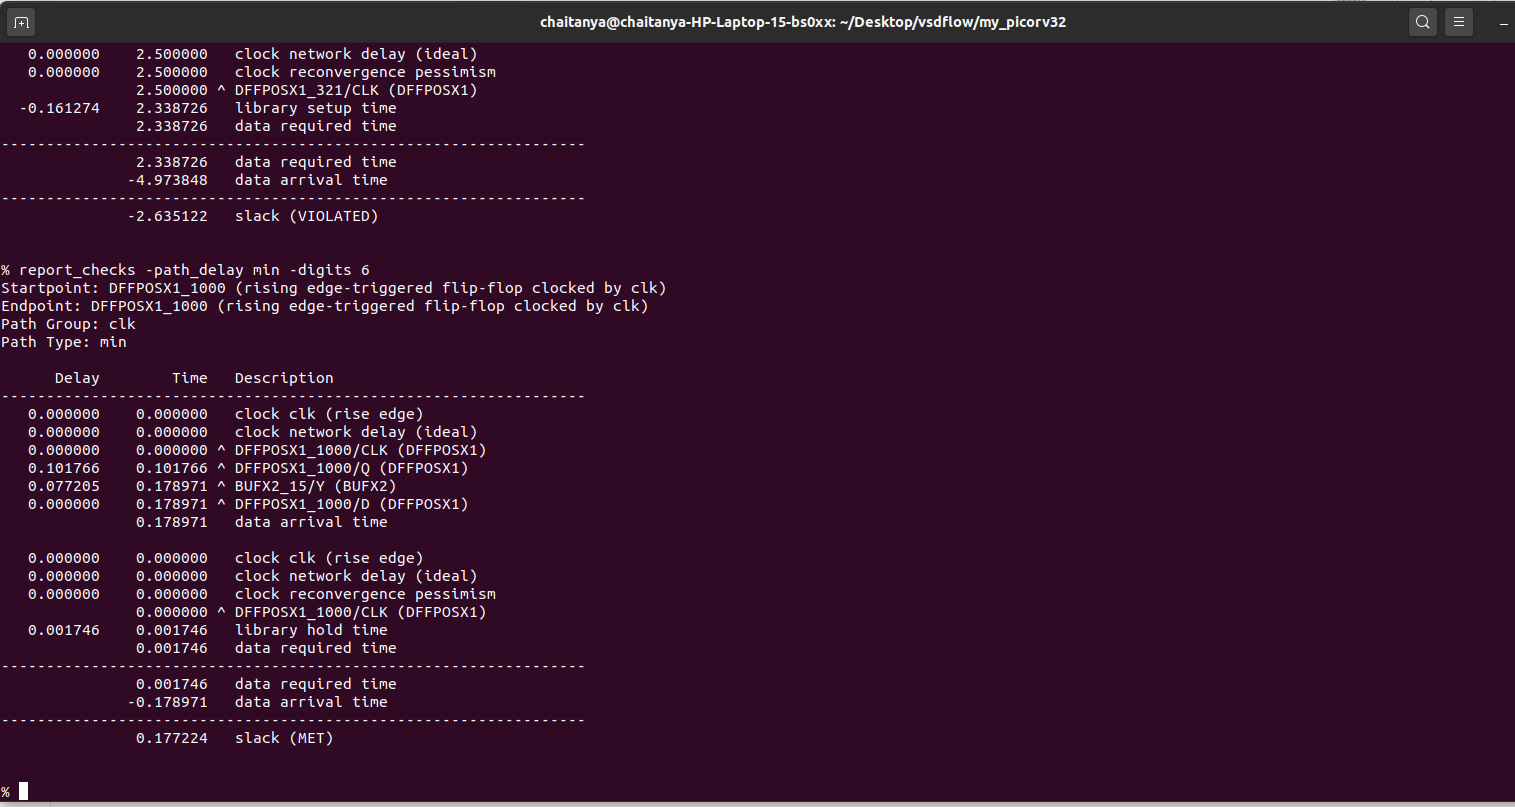 chaitanya@chaitanya-HP-Laptop-15-bs0xx: ~/Desktop/vsdflow/my_picorv32
   0.000000    2.500000   clock network delay (ideal)
   0.000000    2.500000   clock reconvergence pessimism
               2.500000 ^ DFFPOSX1_321/CLK (DFFPOSX1)
  -0.161274    2.338726   library setup time
               2.338726   data required time
-----------------------------------------------------------------
               2.338726   data required time
              -4.973848   data arrival time
-----------------------------------------------------------------
              -2.635122   slack (VIOLATED)
% report_checks -path_delay min -digits 6
Startpoint: DFFPOSX1_1000 (rising edge-triggered flip-flop clocked by clk)
Endpoint: DFFPOSX1_1000 (rising edge-triggered flip-flop clocked by clk)
Path Group: clk
Path Type: min
      Delay        Time   Description
-----------------------------------------------------------------
   0.000000    0.000000   clock clk (rise edge)
   0.000000    0.000000   clock network delay (ideal)
   0.000000    0.000000 ^ DFFPOSX1_1000/CLK (DFFPOSX1)
   0.101766    0.101766 ^ DFFPOSX1_1000/Q (DFFPOSX1)
   0.077205    0.178971 ^ BUFX2_15/Y (BUFX2)
   0.000000    0.178971 ^ DFFPOSX1_1000/D (DFFPOSX1)
               0.178971   data arrival time
   0.000000    0.000000   clock clk (rise edge)
   0.000000    0.000000   clock network delay (ideal)
   0.000000    0.000000   clock reconvergence pessimism
               0.000000 ^ DFFPOSX1_1000/CLK (DFFPOSX1)
   0.001746    0.001746   library hold time
               0.001746   data required time
-----------------------------------------------------------------
               0.001746   data required time
              -0.178971   data arrival time
-----------------------------------------------------------------
               0.177224   slack (MET)
%